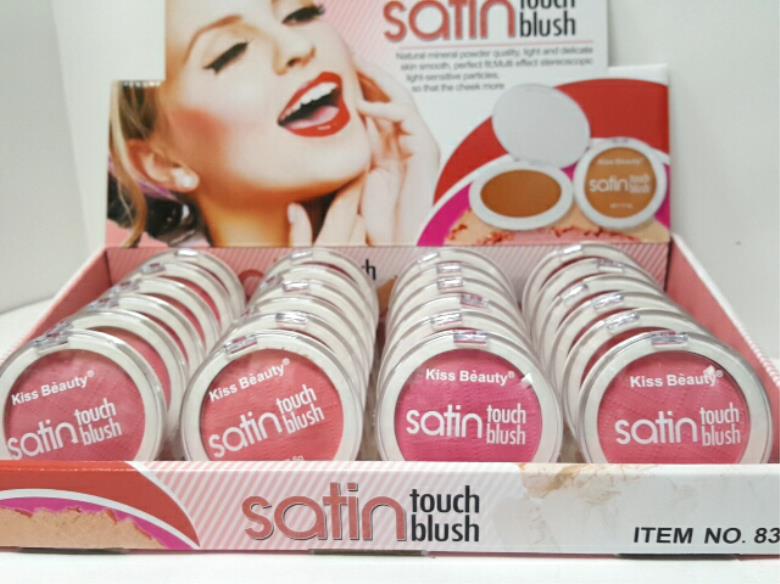 satin touch blush
Natural mineral powder quality, light and delicate
skin smooth, perfect fit;Multi effect stereoscopic
light-sensitive particles,
so that the cheek more
Kiss Beauty®
satin touch blush
Kiss Beauty®
satin touch blush
Kiss Beauty®
satin touch blush
Kiss Beauty®
satin touch blush
Kiss Beauty®
satin touch blush
satin touch blush
ITEM NO. 83